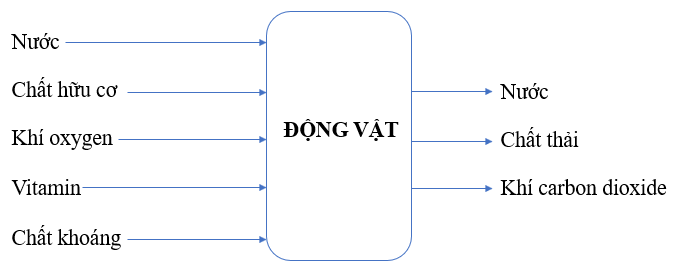 Nước
Chất hữu cơ
Khí oxygen
Vitamin
Chất khoáng
ĐỘNG VẬT
Nước
Chất thải
Khí carbon dioxide